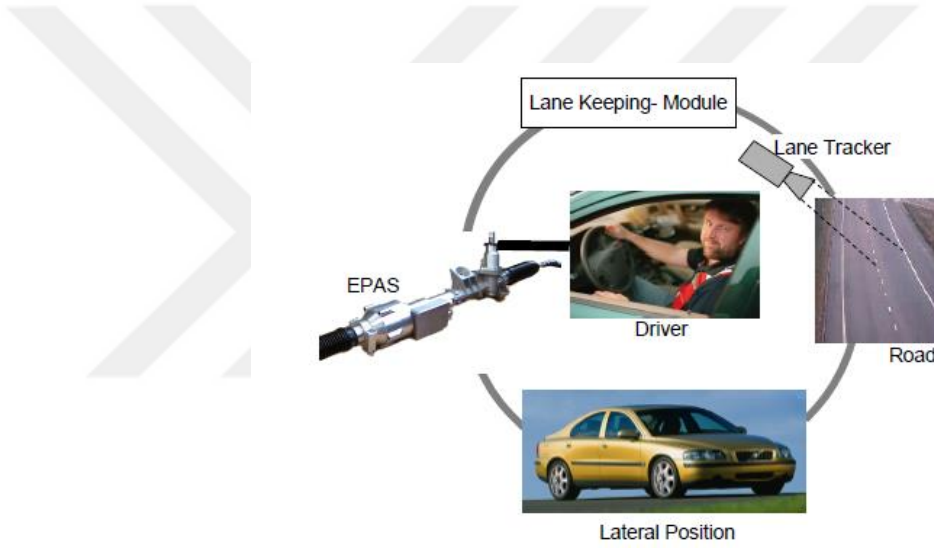 Lane Keeping- Module
Lane Tracker
EPAS
Driver
Road
Lateral Position